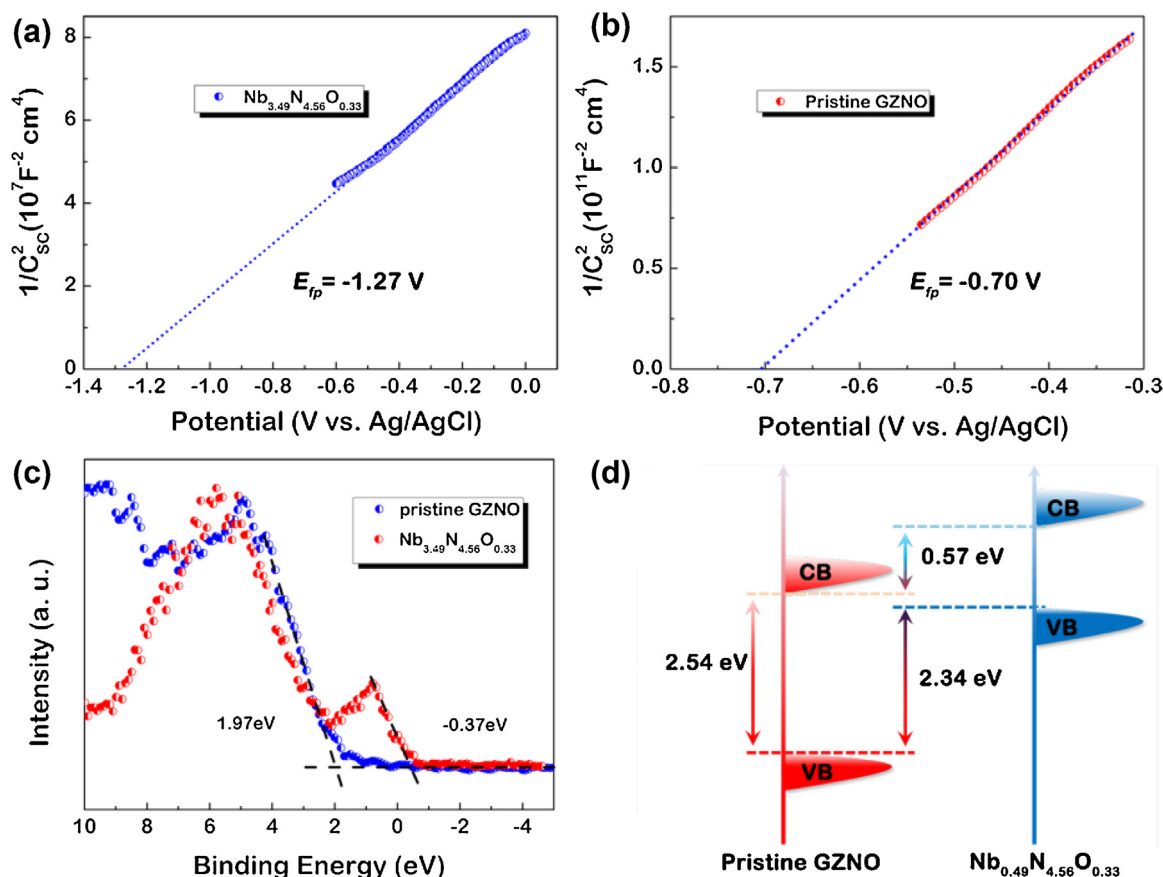 (a)
8
6
4
2
0
1/C²SC(10⁷F⁻² cm⁴)
Nb₃.₄₉N₄.₅₆O₀.₃₃
Efp= -1.27 V
-1.4 -1.2 -1.0 -0.8 -0.6 -0.4 -0.2 0.0
Potential (V vs. Ag/AgCl)
(b)
1.5
1.0
0.5
0.0
1/C²SC(10¹¹F⁻² cm⁴)
Pristine GZNO
Efp= -0.70 V
-0.8 -0.7 -0.6 -0.5 -0.4 -0.3
Potential (V vs. Ag/AgCl)
(c)
Intensity (a. u.)
pristine GZNO
Nb₃.₄₉N₄.₅₆O₀.₃₃
1.97eV
-0.37eV
10 8 6 4 2 0 -2 -4
Binding Energy (eV)
(d)
CB
0.57 eV
CB
VB
2.54 eV
2.34 eV
VB
Pristine GZNO
Nb₀.₄₉N₄.₅₆O₀.₃₃